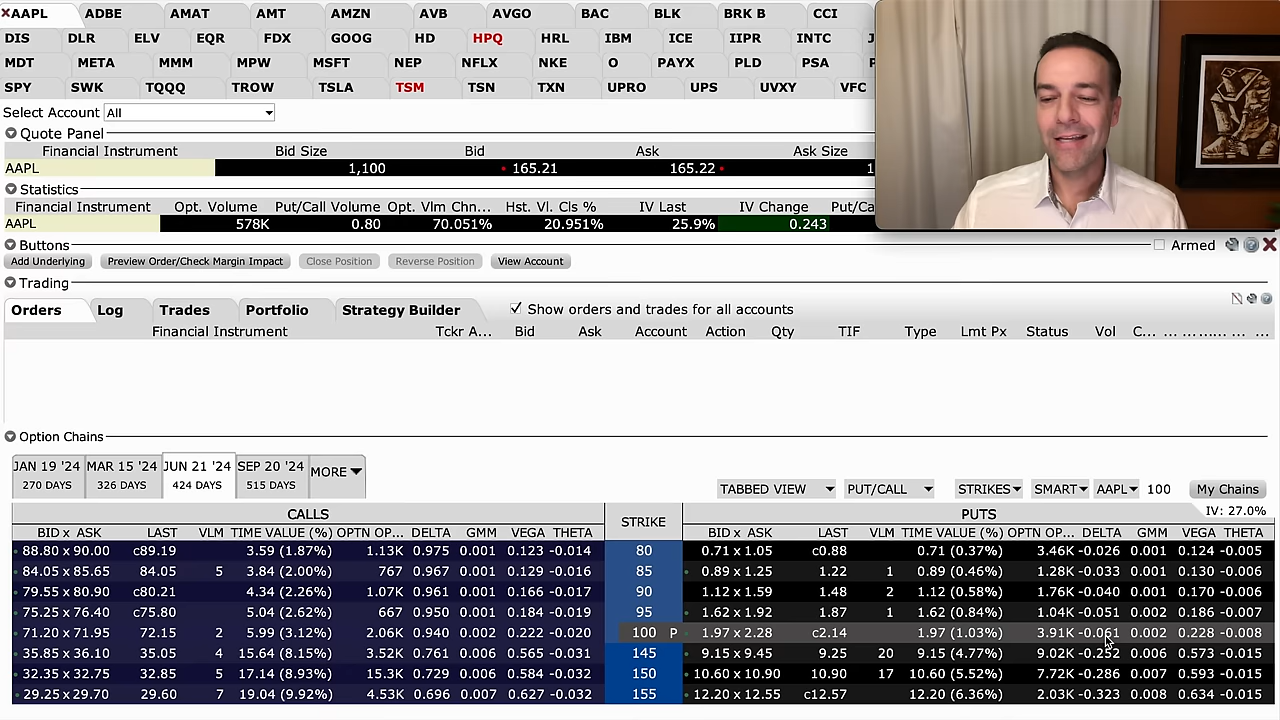 AAPL ADBE AMAT AMT AMZN AVB AVGO BAC BLK BRK B CCI
DIS DLR ELV EQR FDX GOOG HD HPQ HRL IBM ICE IIPR INTC
MDT META MMM MPW MSFT NEP NFLX NKE O PAYX PLD PSA
SPY SWK TQQQ TROW TSLA TSM TSN TXN UPRO UPS UVXY VFC
Select Account All
Quote Panel
Financial Instrument Bid Size Bid Ask Ask Size
AAPL 1,100 165.21 165.22 1
Statistics
Financial Instrument Opt. Volume Put/Call Volume Opt. Vlm Chn... Hst. Vl. Cls % IV Last IV Change Put/Ca
AAPL 578K 0.80 70.051% 20.951% 25.9% 0.243
Buttons Armed
Add Underlying Preview Order/Check Margin Impact Close Position Reverse Position View Account
Trading
Orders Log Trades Portfolio Strategy Builder Show orders and trades for all accounts
Financial Instrument Tckr A... Bid Ask Account Action Qty TIF Type Lmt Px Status Vol C... ... ... ... ... ...
Option Chains
JAN 19 '24 MAR 15 '24 JUN 21 '24 SEP 20 '24 MORE
270 DAYS 326 DAYS 424 DAYS 515 DAYS
TABBED VIEW PUT/CALL STRIKES SMART AAPL 100 My Chains
IV: 27.0%
CALLS STRIKE PUTS
BID x ASK LAST VLM TIME VALUE (%) OPTN OP... DELTA GMM VEGA THETA BID x ASK LAST VLM TIME VALUE (%) OPTN OP... DELTA GMM VEGA THETA
88.80 x 90.00 c89.19 3.59 (1.87%) 1.13K 0.975 0.001 0.123 -0.014 80 0.71 x 1.05 c0.88 0.71 (0.37%) 3.46K -0.026 0.001 0.124 -0.005
84.05 x 85.65 84.05 5 3.84 (2.00%) 767 0.967 0.001 0.129 -0.016 85 0.89 x 1.25 1.22 1 0.89 (0.46%) 1.28K -0.033 0.001 0.130 -0.006
79.55 x 80.90 c80.21 4.34 (2.26%) 1.07K 0.961 0.001 0.166 -0.017 90 1.12 x 1.59 1.48 2 1.12 (0.58%) 1.76K -0.040 0.001 0.170 -0.006
75.25 x 76.40 c75.80 5.04 (2.62%) 667 0.950 0.001 0.184 -0.019 95 1.62 x 1.92 1.87 1 1.62 (0.84%) 1.04K -0.051 0.002 0.186 -0.007
71.20 x 71.95 72.15 2 5.99 (3.12%) 2.06K 0.940 0.002 0.222 -0.020 100 P 1.97 x 2.28 c2.14 1.97 (1.03%) 3.91K -0.061 0.002 0.228 -0.008
35.85 x 36.10 35.05 4 15.64 (8.15%) 3.52K 0.761 0.006 0.565 -0.031 145 9.15 x 9.45 9.25 20 9.15 (4.77%) 9.02K -0.252 0.006 0.573 -0.015
32.35 x 32.75 32.85 5 17.14 (8.93%) 15.3K 0.729 0.006 0.584 -0.032 150 10.60 x 10.90 10.90 17 10.60 (5.52%) 7.72K -0.286 0.007 0.593 -0.015
29.25 x 29.70 29.60 7 19.04 (9.92%) 4.53K 0.696 0.007 0.627 -0.032 155 12.20 x 12.55 c12.57 12.20 (6.36%) 2.03K -0.323 0.008 0.634 -0.015